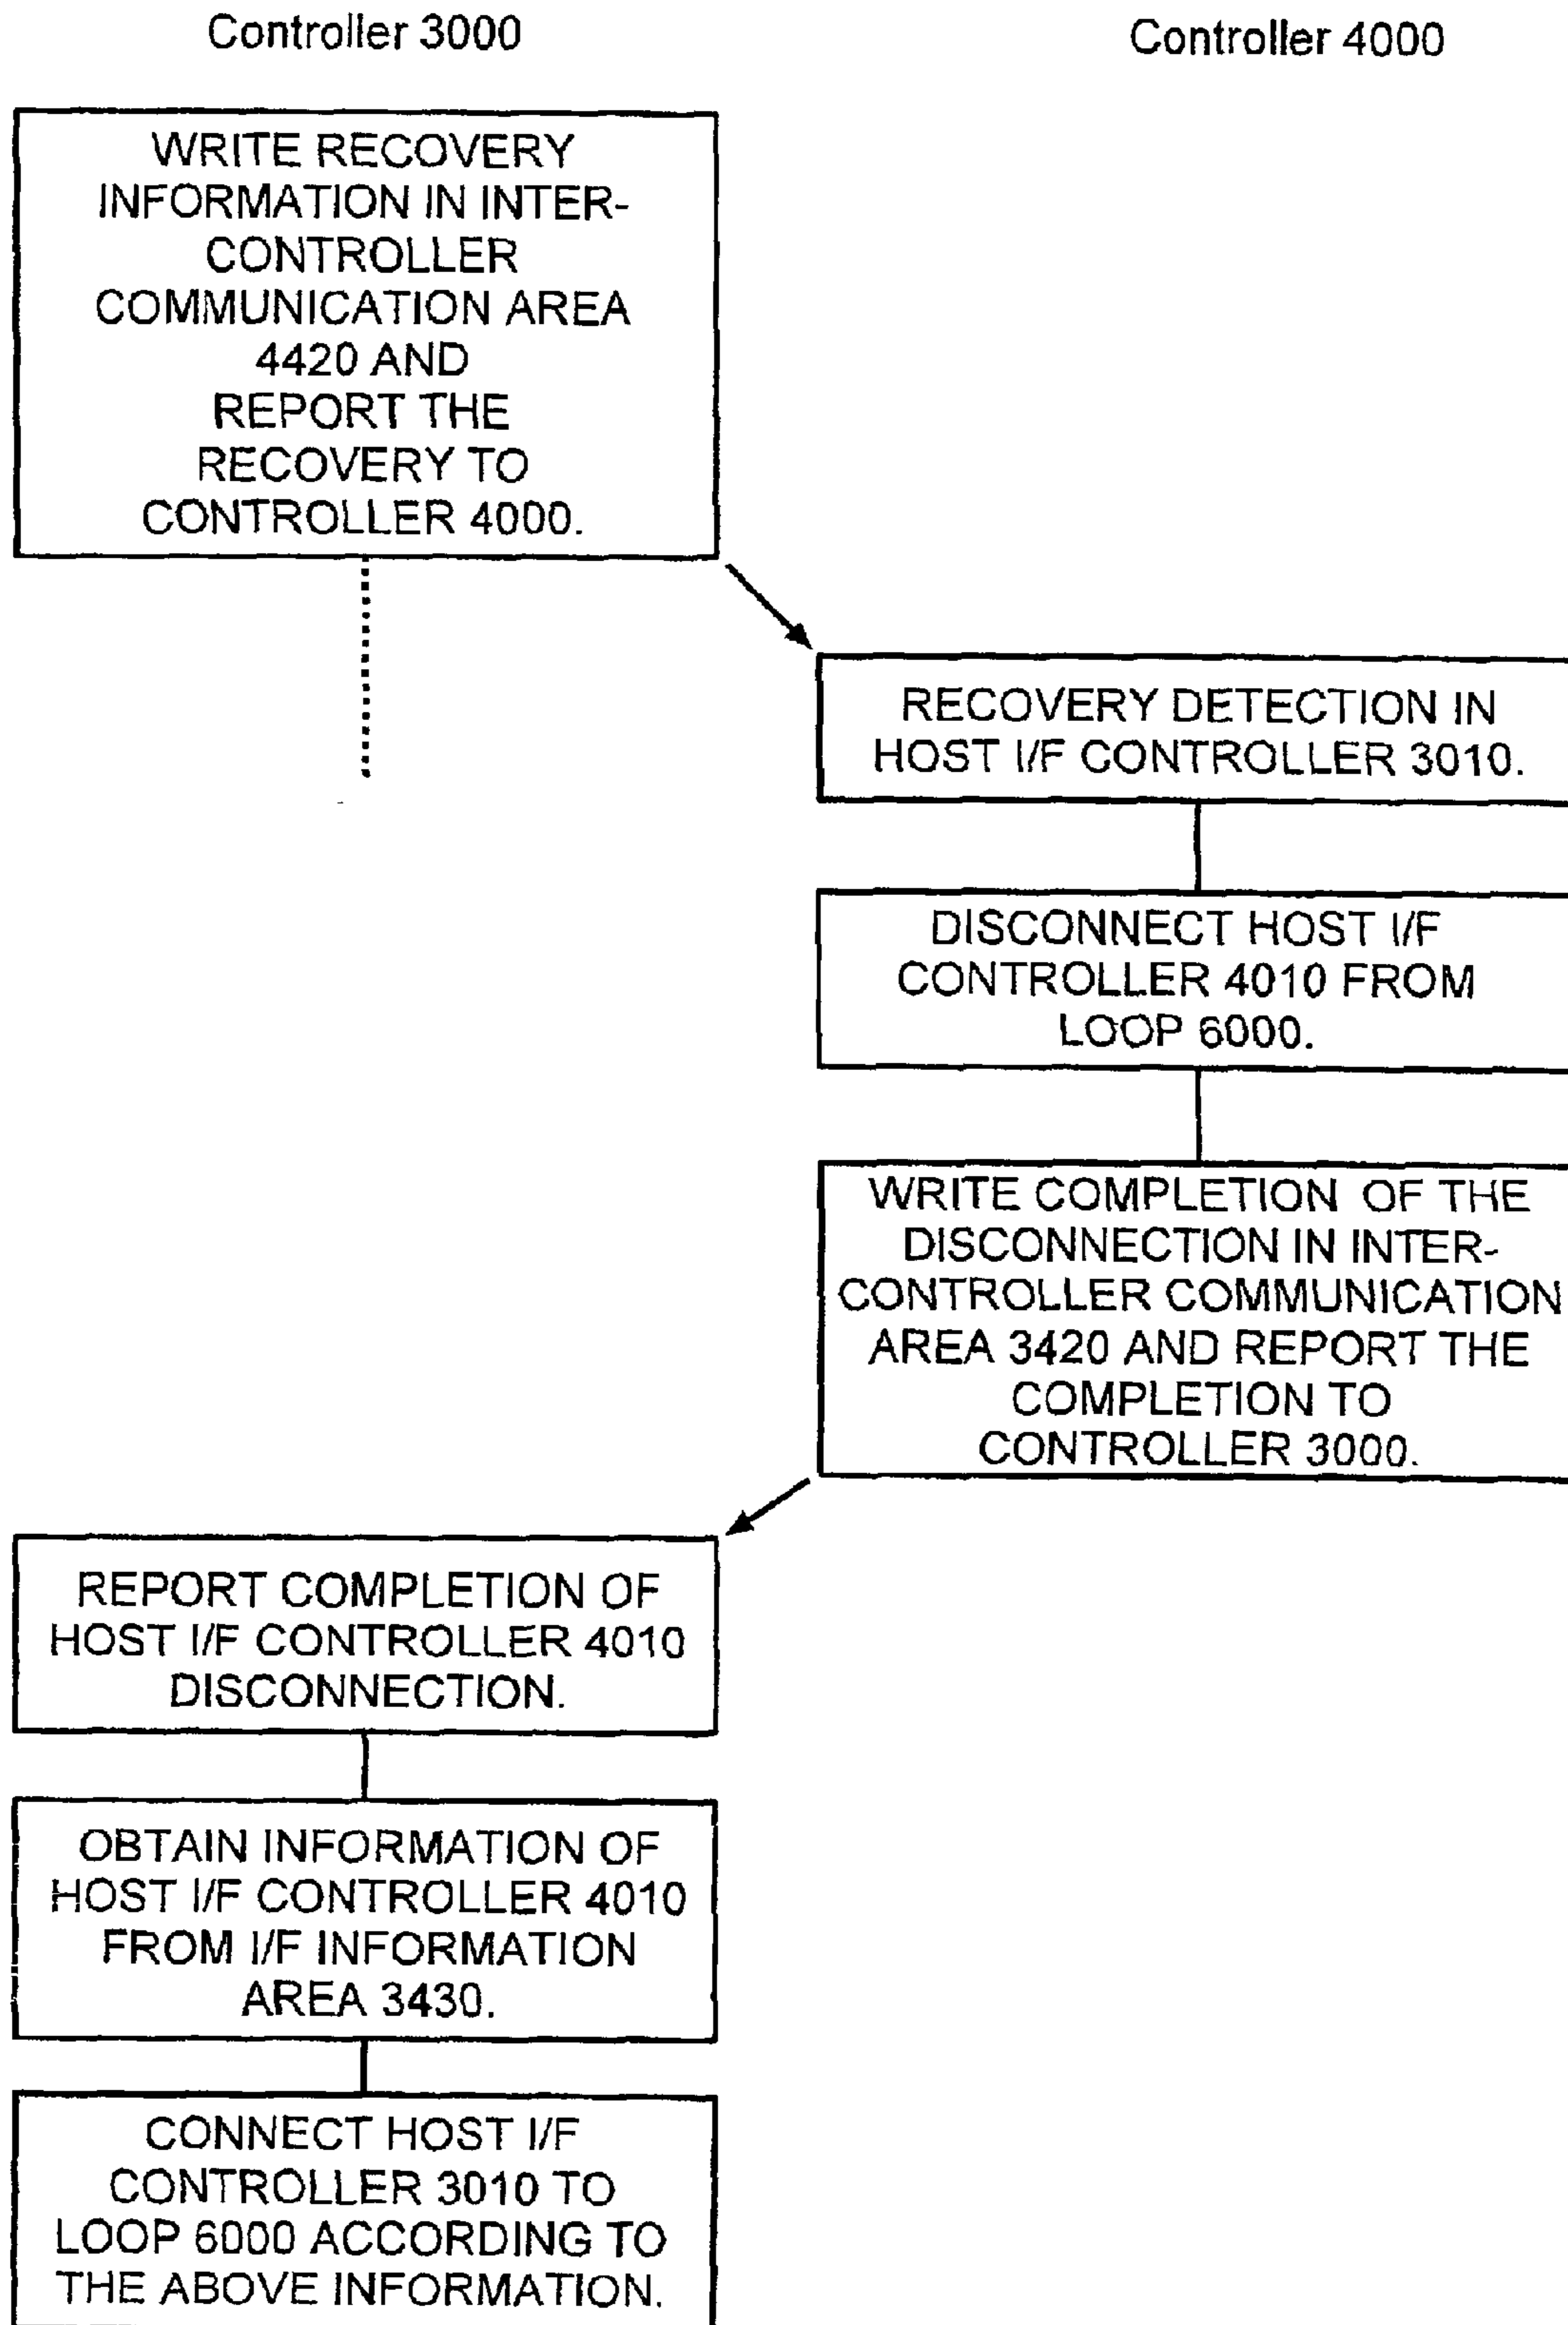 Controller 3000
Controller 4000
WRITE RECOVERY
INFORMATION IN INTER-
CONTROLLER
COMMUNICATION AREA
4420 AND
REPORT THE
RECOVERY TO
CONTROLLER 4000.
RECOVERY DETECTION IN
HOST I/F CONTROLLER 3010.
DISCONNECT HOST I/F
CONTROLLER 4010 FROM
LOOP 6000.
WRITE COMPLETION OF THE
DISCONNECTION IN INTER-
CONTROLLER COMMUNICATION
AREA 3420 AND REPORT THE
COMPLETION TO
CONTROLLER 3000.
REPORT COMPLETION OF
HOST I/F CONTROLLER 4010
DISCONNECTION.
OBTAIN INFORMATION OF
HOST I/F CONTROLLER 4010
FROM I/F INFORMATION
AREA 3430.
CONNECT HOST I/F
CONTROLLER 3010 TO
LOOP 6000 ACCORDING TO
THE ABOVE INFORMATION.